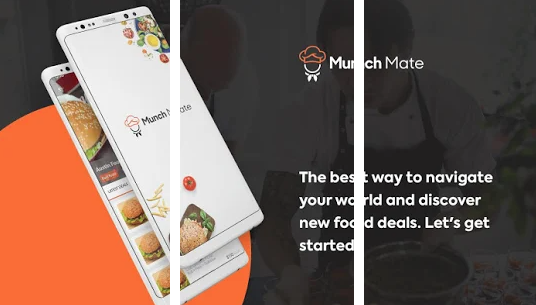 Munch Mate
Munch Mate
The best way to navigate
your world and discover
new food deals. Let's get
started